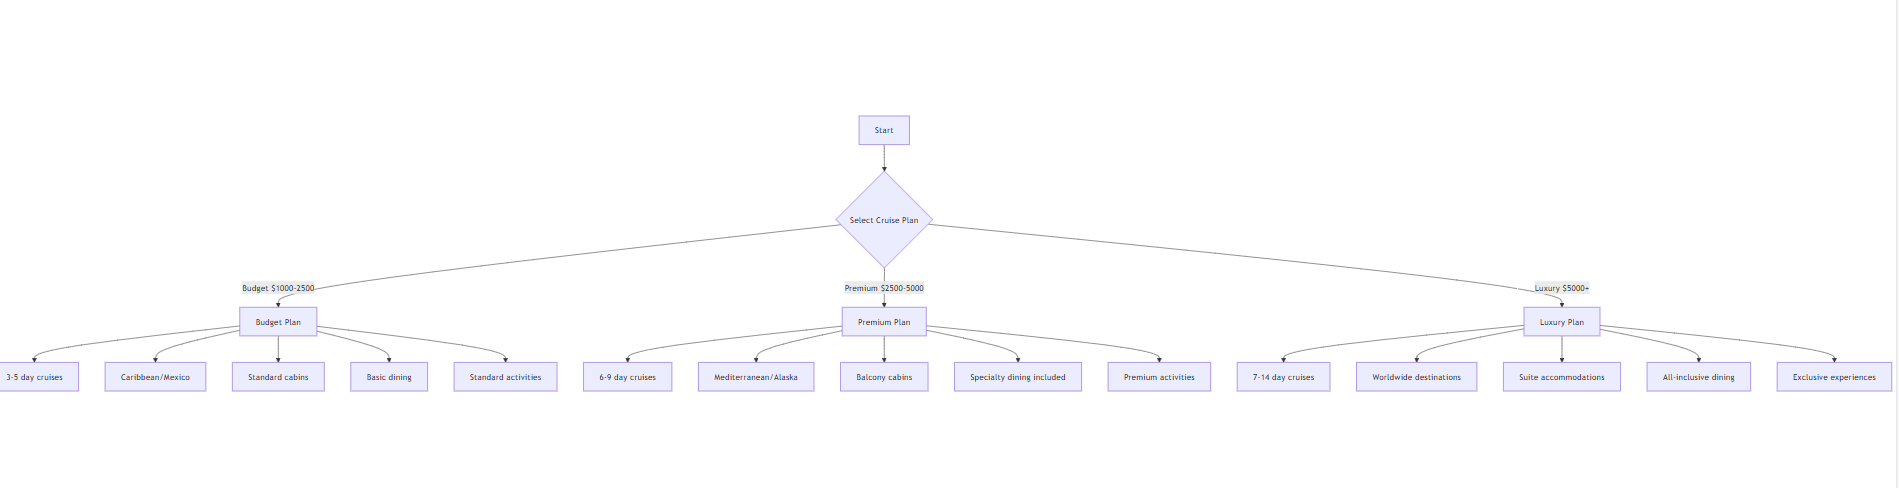 Start
Select Cruise Plan
Budget $1000-2500
Premium $2500-5000
Luxury $5000+
Budget Plan
Premium Plan
Luxury Plan
3-5 day cruises
Caribbean/Mexico
Standard cabins
Basic dining
Standard activities
6-9 day cruises
Mediterranean/Alaska
Balcony cabins
Specialty dining included
Premium activities
7-14 day cruises
Worldwide destinations
Suite accommodations
All-inclusive dining
Exclusive experiences